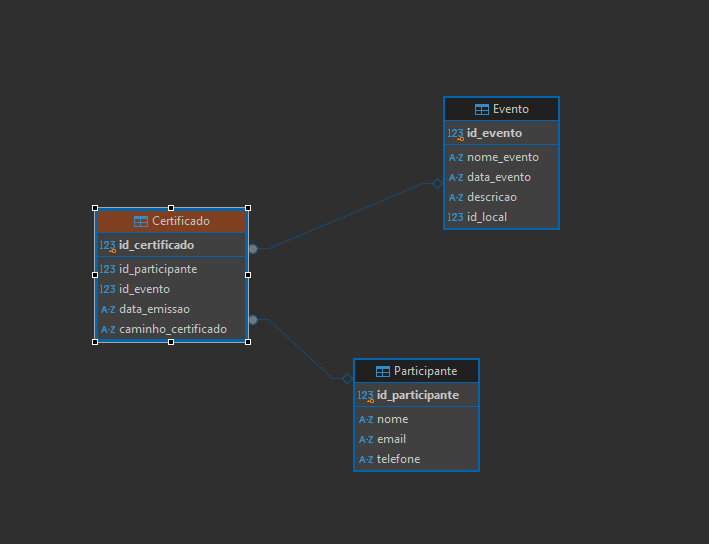 Evento
123 id_evento
A-Z nome_evento
A-Z data_evento
A-Z descricao
123 id_local
Certificado
123 id_certificado
123 id_participante
123 id_evento
A-Z data_emissao
A-Z caminho_certificado
Participante
123 id_participante
A-Z nome
A-Z email
A-Z telefone